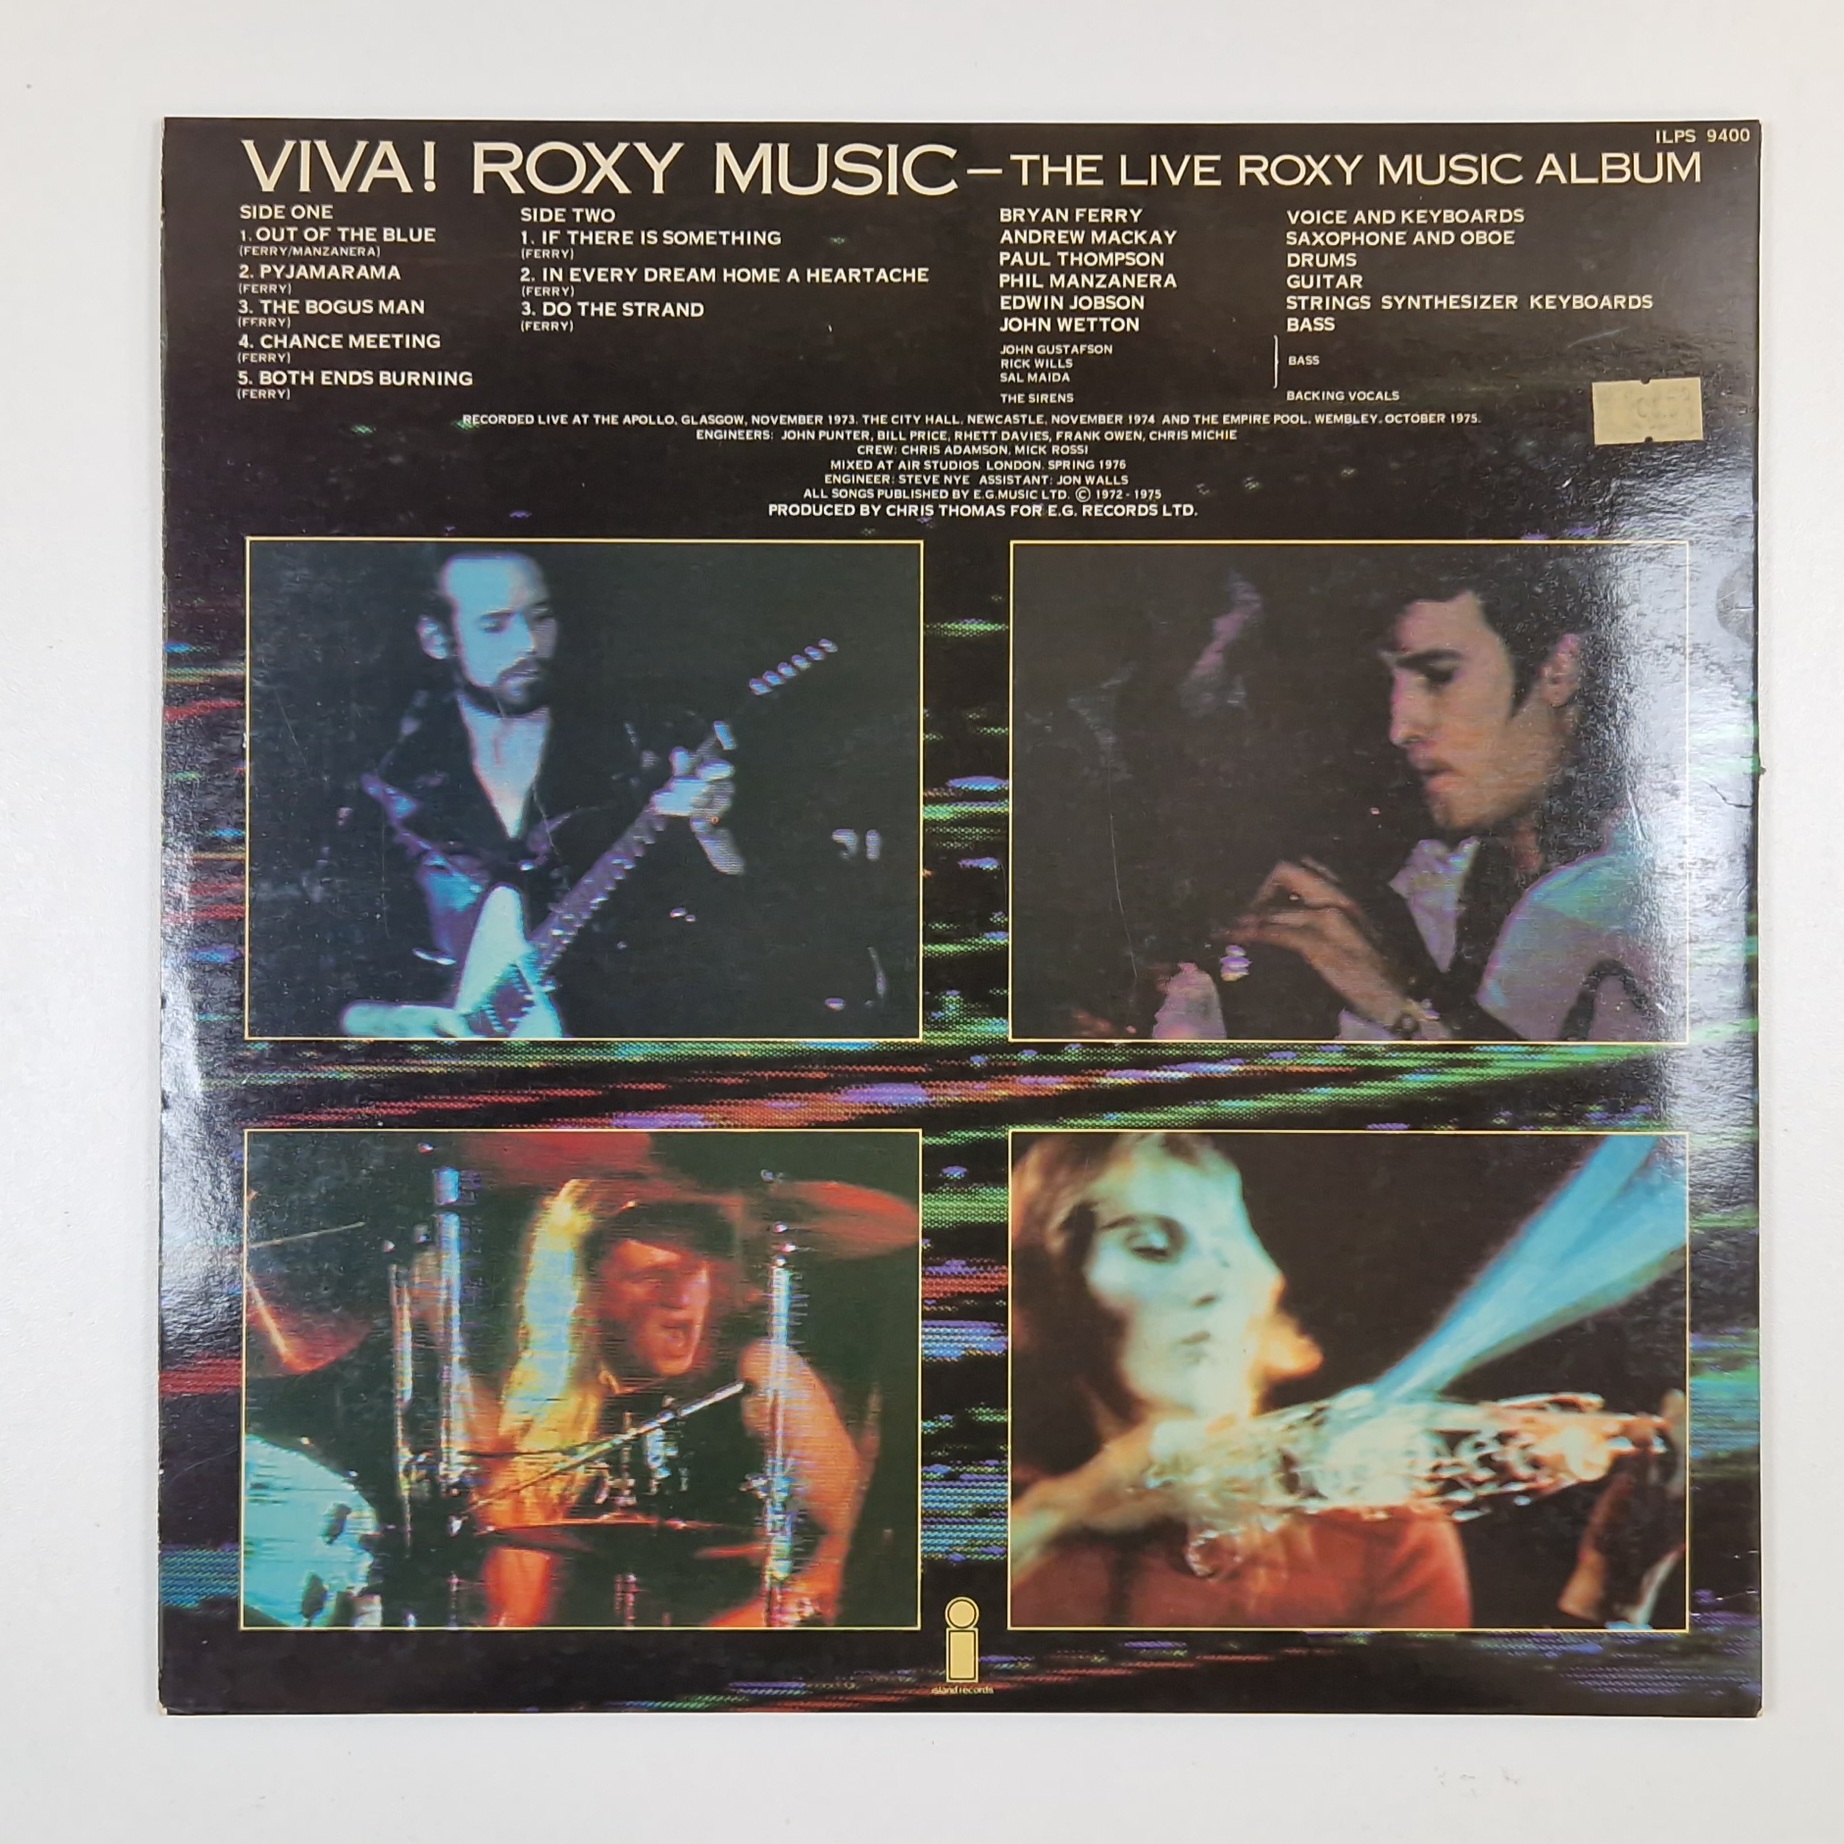 ILPS 9400
VIVA! ROXY MUSIC – THE LIVE ROXY MUSIC ALBUM
SIDE ONE
1. OUT OF THE BLUE
(FERRY/MANZANERA)
2. PYJAMARAMA
(FERRY)
3. THE BOGUS MAN
(FERRY)
4. CHANCE MEETING
(FERRY)
5. BOTH ENDS BURNING
(FERRY)
SIDE TWO
1. IF THERE IS SOMETHING
(FERRY)
2. IN EVERY DREAM HOME A HEARTACHE
(FERRY)
3. DO THE STRAND
(FERRY)
BRYAN FERRY VOICE AND KEYBOARDS
ANDREW MACKAY SAXOPHONE AND OBOE
PAUL THOMPSON DRUMS
PHIL MANZANERA GUITAR
EDWIN JOBSON STRINGS SYNTHESIZER KEYBOARDS
JOHN WETTON BASS
JOHN GUSTAFSON
RICK WILLS BASS
SAL MAIDA
THE SIRENS BACKING VOCALS
RECORDED LIVE AT THE APOLLO, GLASGOW, NOVEMBER 1973. THE CITY HALL, NEWCASTLE, NOVEMBER 1974 AND THE EMPIRE POOL, WEMBLEY, OCTOBER 1975.
ENGINEERS: JOHN PUNTER, BILL PRICE, RHETT DAVIES, FRANK OWEN, CHRIS MICHIE
CREW: CHRIS ADAMSON, MICK ROSSI
MIXED AT AIR STUDIOS LONDON. SPRING 1976
ENGINEER: STEVE NYE ASSISTANT: JON WALLS
ALL SONGS PUBLISHED BY E.G. MUSIC LTD. © 1972 - 1975
PRODUCED BY CHRIS THOMAS FOR E.G. RECORDS LTD.
island records